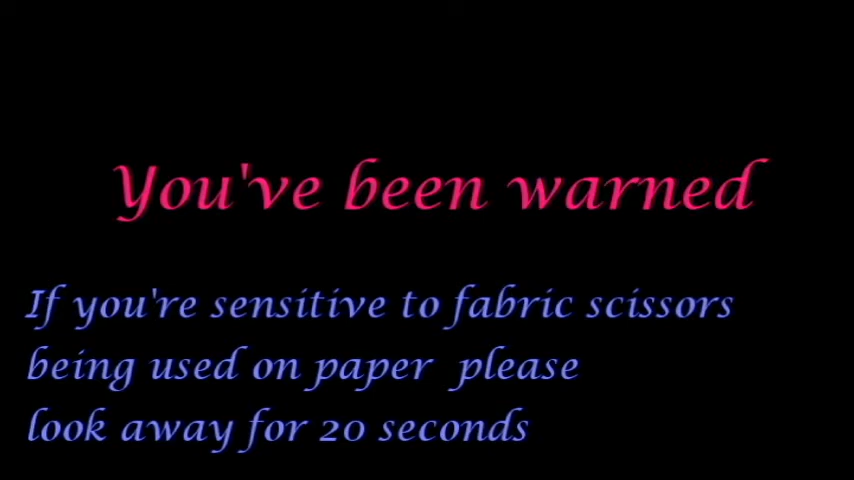 You've been warned
If you're sensitive to fabric scissors
being used on paper please
look away for 20 seconds